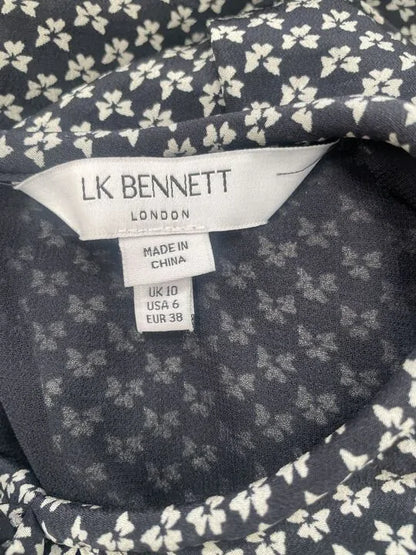 LK BENNETT
LONDON
MADE IN
CHINA
UK 10
USA 6
EUR 38